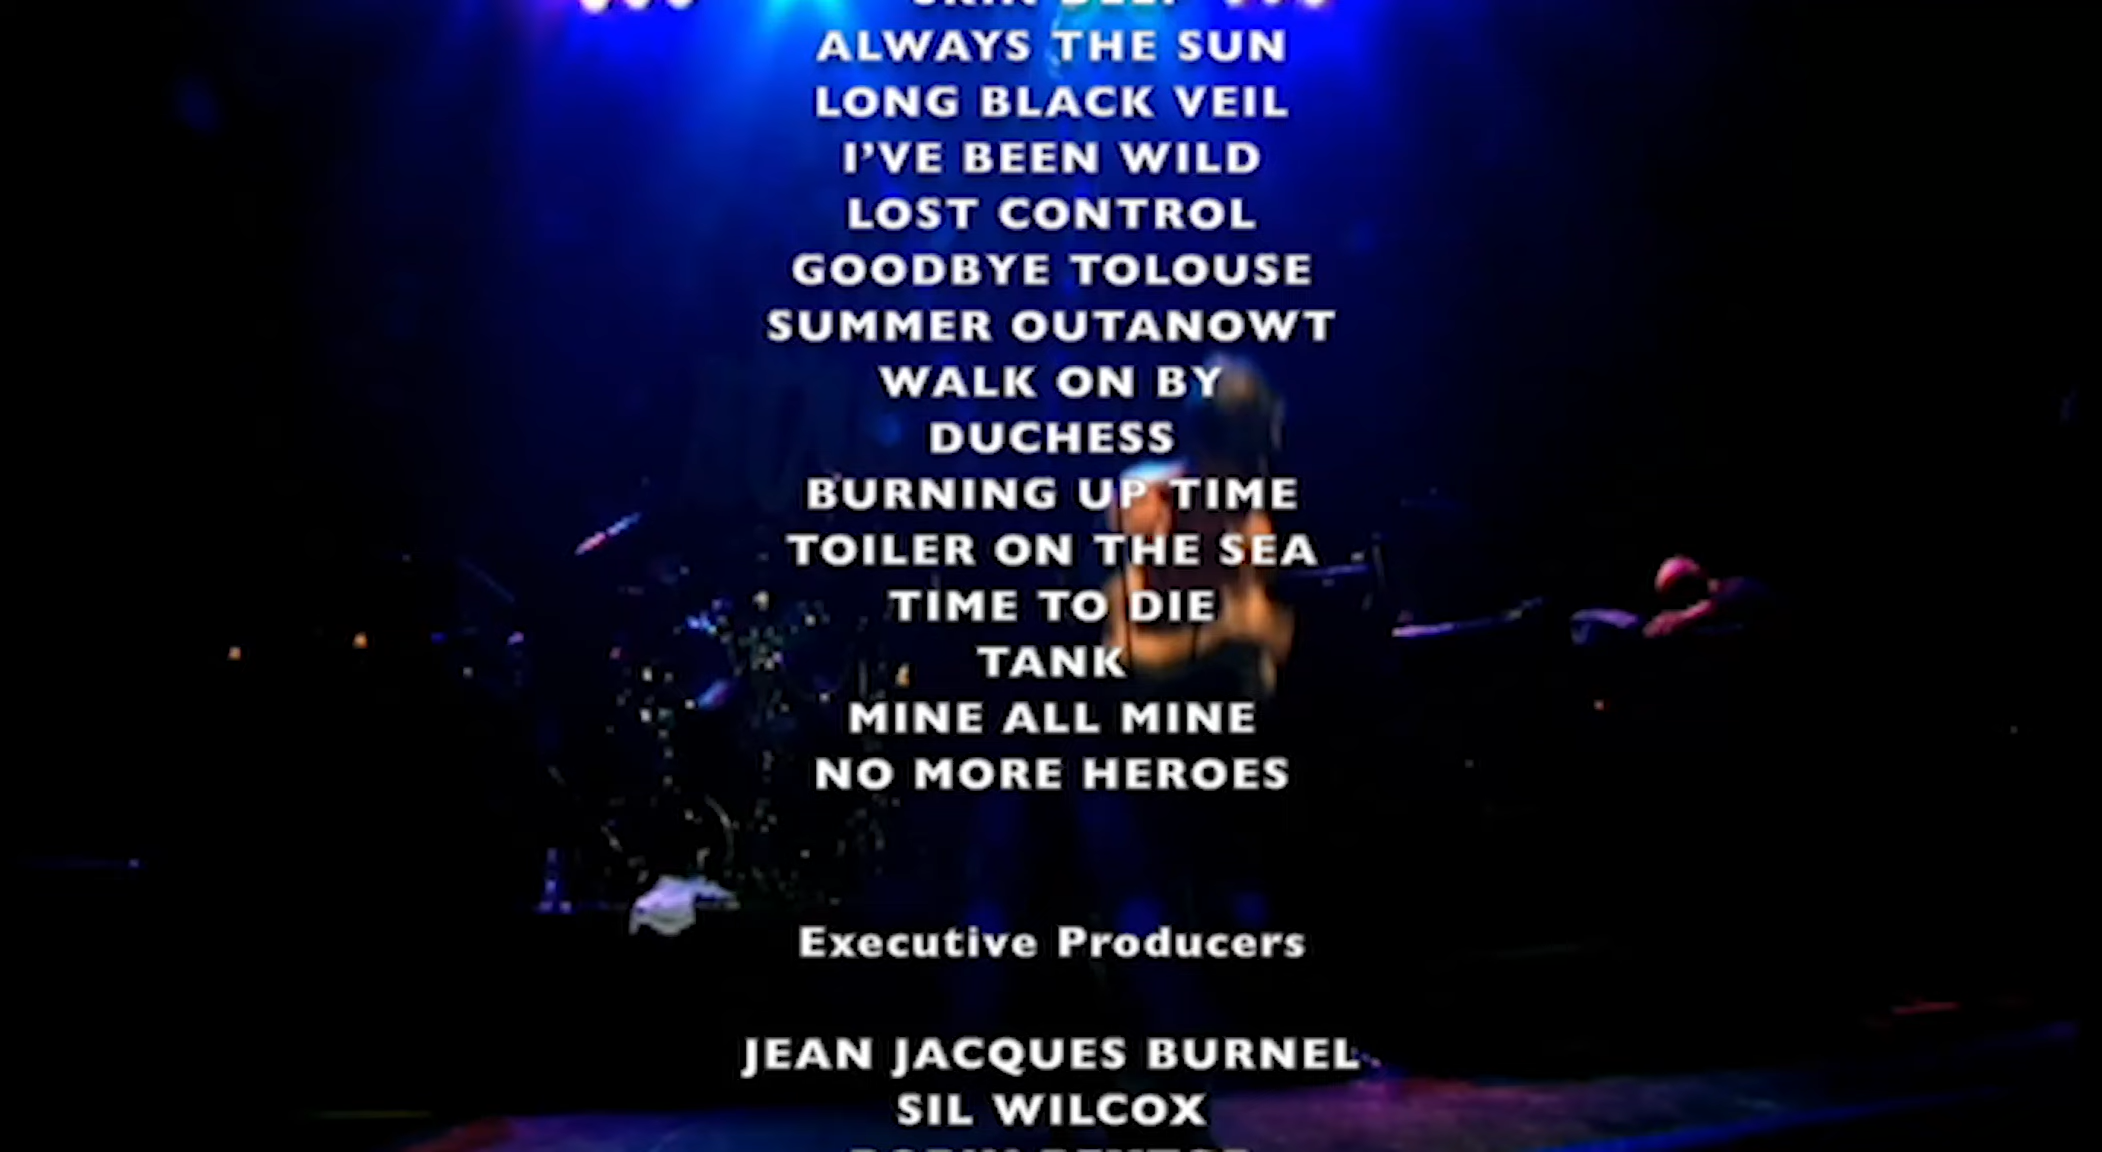 SKIN DEEP
ALWAYS THE SUN
LONG BLACK VEIL
I'VE BEEN WILD
LOST CONTROL
GOODBYE TOLOUSE
SUMMER OUTANOWT
WALK ON BY
DUCHESS
BURNING UP TIME
TOILER ON THE SEA
TIME TO DIE
TANK
MINE ALL MINE
NO MORE HEROES
Executive Producers
JEAN JACQUES BURNEL
SIL WILCOX